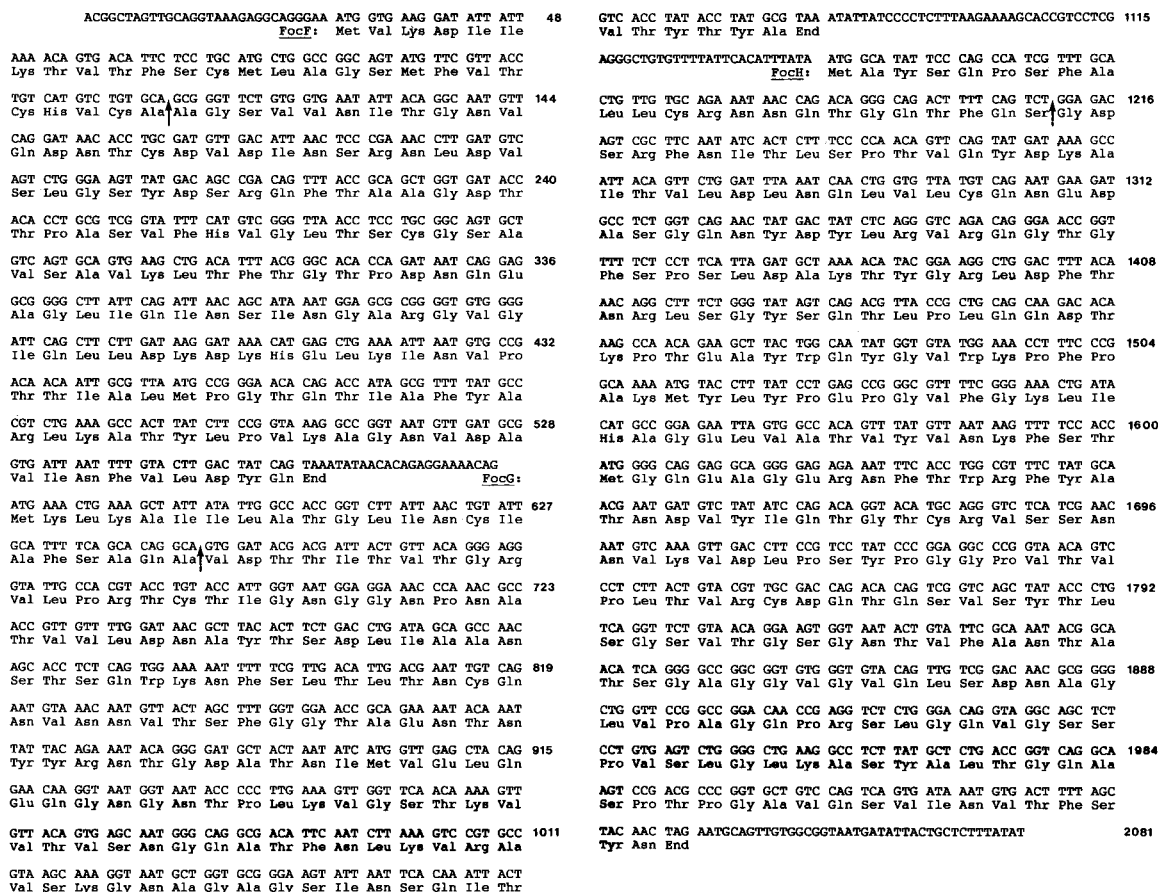 ACGGCTAGTTGCAGGTAAAGAGGCAGGGAA ATG GTG AAG GAT ATT ATT 48
FocF: Met Val Lys Asp Ile Ile
AAA ACA GTG ACA TTC TCC TGC ATG CTG GCC GGC AGT ATG TTC GTT ACC
Lys Thr Val Thr Phe Ser Cys Met Leu Ala Gly Ser Met Phe Val Thr
TGT CAT GTC TGT GCA GCG GGT TCT GTG GTG AAT ATT ACA GGC AAT GTT 144
Cys His Val Cys Ala Ala Gly Ser Val Val Asn Ile Thr Gly Asn Val
CAG GAT AAC ACC TGC GAT GTT GAC ATT AAC TCC CGA AAC TTT GAT GTC
Gln Asp Asn Thr Cys Asp Val Asp Ile Asn Ser Arg Asn Leu Asp Val
AGT CTG GGA AGT TAT GAC AGC CGA CAG TTT ACC GCA GCT GGT GAT ACC 240
Ser Leu Gly Ser Tyr Asp Ser Arg Gln Phe Thr Ala Ala Gly Asp Thr
ACA CCT GCG TCG GTA TTT CAT GTC GGG TTA ACC TCC TGC GGC AGT GCT
Thr Pro Ala Ser Val Phe His Val Gly Leu Thr Ser Cys Gly Ser Ala
GTC AGT GCA GTG AAG CTG ACA TTT ACG GGC ACA CCA GAT AAT CAG GAG 336
Val Ser Ala Val Lys Leu Thr Phe Thr Gly Thr Pro Asp Asn Gln Glu
GCG GGG CTT ATT CAG ATT AAC AGC ATA AAT GGA GCG CGG GGT GTG GGG
Ala Gly Leu Ile Gln Ile Asn Ser Ile Asn Gly Ala Arg Gly Val Gly
ATT CAG CTT CTT GAT AAG GAT AAA CAT GAG CTG AAA ATT AAT GTG CCG 432
Ile Gln Leu Leu Asp Lys Asp Lys His Glu Leu Lys Ile Asn Val Pro
ACA ACA ATT GCG TTA ATG CCG GGA ACA CAG ACC ATA GCG TTT TAT GCC
Thr Thr Ile Ala Leu Met Pro Gly Thr Gln Thr Ile Ala Phe Tyr Ala
CGT CTG AAA GCC ACT TAT CTT CCG GTA AAG GCC GGT AAT GTT GAT GCG 528
Arg Leu Lys Ala Thr Tyr Leu Pro Val Lys Ala Gly Asn Val Asp Ala
GTG ATT AAT TTT GTA CTT GAC TAT CAG TAAATATAACACAGAGGAAAACAG
Val Ile Asn Phe Val Leu Asp Tyr Gln End FocG:
ATG AAA CTG AAA GCT ATT ATA TTG GCC ACC GGT CTT ATT AAC TGT ATT 627
Met Lys Leu Lys Ala Ile Ile Leu Ala Thr Gly Leu Ile Asn Cys Ile
GCA TTT TCA GCA CAG GCA GTG GAT ACG ACG ATT ACT GTT ACA GGG AGG
Ala Phe Ser Ala Gln Ala Val Asp Thr Thr Ile Thr Val Thr Gly Arg
GTA TTG CCA CGT ACC TGT ACC ATT GGT AAT GGA GGA AAC CCA AAC GCC 723
Val Leu Pro Arg Thr Cys Thr Ile Gly Asn Gly Gly Asn Pro Asn Ala
ACC GTT GTT TTG GAT AAC GCT TAC ACT TCT GAC CTG ATA GCA GCC AAC
Thr Val Val Leu Asp Asn Ala Tyr Thr Ser Asp Leu Ile Ala Ala Asn
AGC ACC TCT CAG TGG AAA AAT TTT TCG TTG ACA TTG ACG AAT TGT CAG 819
Ser Thr Ser Gln Trp Lys Asn Phe Ser Leu Thr Leu Thr Asn Cys Gln
AAT GTA AAC AAT GTT ACT AGC TTT GGT GGA ACC GCA GAA AAT ACA AAT
Asn Val Asn Asn Val Thr Ser Phe Gly Gly Thr Ala Glu Asn Thr Asn
TAT TAC AGA AAT ACA GGG GAT GCT ACT AAT ATC ATG GTT GAG CTA CAG 915
Tyr Tyr Arg Asn Thr Gly Asp Ala Thr Asn Ile Met Val Glu Leu Gln
GAA CAA GGT AAT GGT AAT ACC CCC TTG AAA GTT GGT TCA ACA AAA GTT
Glu Gln Gly Asn Gly Asn Thr Pro Leu Lys Val Gly Ser Thr Lys Val
GTT ACA GTG AGC AAT GGG CAG GCG ACA TTC AAT CTT AAA GTC CGT GCC 1011
Val Thr Val Ser Asn Gly Gln Ala Thr Phe Asn Leu Lys Val Arg Ala
GTA AGC AAA GGT AAT GCT GGT GCG GGA AGT ATT AAT TCA CAA ATT ACT
Val Ser Lys Gly Asn Ala Gly Ala Gly Ser Ile Asn Ser Gln Ile Thr
GTC ACC TAT ACC TAT GCG TAA ATATTATCCCCTCTTTAAGAAAAGCACCGTCCTCG 1115
Val Thr Tyr Thr Tyr Ala End
AGGGCTGTGTTTTATTCACATTTATA ATG GCA TAT TCC CAG CCA TCG TTT GCA
FocH: Met Ala Tyr Ser Gln Pro Ser Phe Ala
CTG TTG TGC AGA AAT AAC CAG ACA GGG CAG ACT TTT CAG TCT GGA GAC 1216
Leu Leu Cys Arg Asn Asn Gln Thr Gly Gln Thr Phe Gln Ser Gly Asp
AGT CGC TTC AAT ATC ACT CTT TCC CCA ACA GTT CAG TAT GAT AAA GCC
Ser Arg Phe Asn Ile Thr Leu Ser Pro Thr Val Gln Tyr Asp Lys Ala
ATT ACA GTT CTG GAT TTA AAT CAA CTG GTG TTA TGT CAG AAT GAA GAT 1312
Ile Thr Val Leu Asp Leu Asn Gln Leu Val Leu Cys Gln Asn Glu Asp
GCC TCT GGT CAG AAC TAT GAC TAT CTC AGG GTC AGA CAG GGA ACC GGT
Ala Ser Gly Gln Asn Tyr Asp Tyr Leu Arg Val Arg Gln Gly Thr Gly
TTT TCT CCC TCA TTA GAT GCT AAA ACA TAC GGA AGG CTG GAC TTT ACA 1408
Phe Ser Pro Ser Leu Asp Ala Lys Thr Tyr Gly Arg Leu Asp Phe Thr
AAC AGG CTT TCT GGG TAT AGT CAG ACG TTA CCG CTG CAG CAA GAC ACA
Asn Arg Leu Ser Gly Tyr Ser Gln Thr Leu Pro Leu Gln Gln Asp Thr
AAG CCA ACA GAA GCT TAC TGG CAA TAT GGT GTA TGG AAA CCT TTC CCG 1504
Lys Pro Thr Glu Ala Tyr Trp Gln Tyr Gly Val Trp Lys Pro Phe Pro
GCA AAA ATG TAC CTT TAT CCT GAG CCG GGC GTT TTC GGG AAA CTG ATA
Ala Lys Met Tyr Leu Tyr Pro Glu Pro Gly Val Phe Gly Lys Leu Ile
CAT GCC GGA GAA TTA GTG GCC ACA GTT TAT GTT AAT AAG TTT TCC ACC 1600
His Ala Gly Glu Leu Val Ala Thr Val Tyr Val Asn Lys Phe Ser Thr
ATG GGG CAG GAG GCA GGG GAG AGA AAT TTC ACC TGG CGT TTC TAT GCA
Met Gly Gln Glu Ala Gly Glu Arg Asn Phe Thr Trp Arg Phe Tyr Ala
ACG AAT GAT GTC TAT ATC CAG ACA GGT ACA TGC AGG GTC TCA TCG AAC 1696
Thr Asn Asp Val Tyr Ile Gln Thr Gly Thr Cys Arg Val Ser Ser Asn
AAT GTC AAA GTT GAC CTT CCG TCC TAT CCC GGA GGC CCG GTA ACA GTC
Asn Val Lys Val Asp Leu Pro Ser Tyr Pro Gly Gly Pro Val Thr Val
CCT CTT ACT GTA CGT TGC GAC CAG ACA CAG TCG GTC AGC TAT ACC CTG 1792
Pro Leu Thr Val Arg Cys Asp Gln Thr Gln Ser Val Ser Tyr Thr Leu
TCA GGT TCT GTA ACA GGA AGT GGT AAT ACT GTA TTC GCA AAT ACG GCA
Ser Gly Ser Val Thr Gly Ser Gly Asn Thr Val Phe Ala Asn Thr Ala
ACA TCA GGG GCC GGC GGT GTG GGT GTA CAG TTG TCG GAC AAC GCG GGG 1888
Thr Ser Gly Ala Gly Gly Val Gly Val Gln Leu Ser Asp Asn Ala Gly
CTG GTT CCG GCC GGA CAA CCG AGG TCT CTG GGA CAG GTA GGC AGC TCT
Leu Val Pro Ala Gly Gln Pro Arg Ser Leu Gly Gln Val Gly Ser Ser
CCT GTG AGT CTG GGG CTG AAG GCC TCT TAT GCT CTG ACC GGT CAG GCA 1984
Pro Val Ser Leu Gly Leu Lys Ala Ser Tyr Ala Leu Thr Gly Gln Ala
AGT CCG ACG CCC GGT GCT GTC CAG TCA GTG ATA AAT GTG ACT TTT AGC
Ser Pro Thr Pro Gly Ala Val Gln Ser Val Ile Asn Val Thr Phe Ser
TAC AAC TAG AATGCAGTTGTGGCGGTAATGATATTACTGCTCTTTATAT 2081
Tyr Asn End